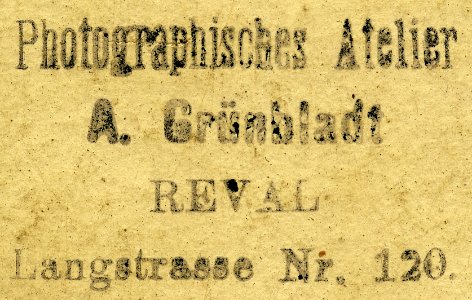 Photographisches Atelier
A. Grünbladt
REVAL
Langstrasse Nr. 120.